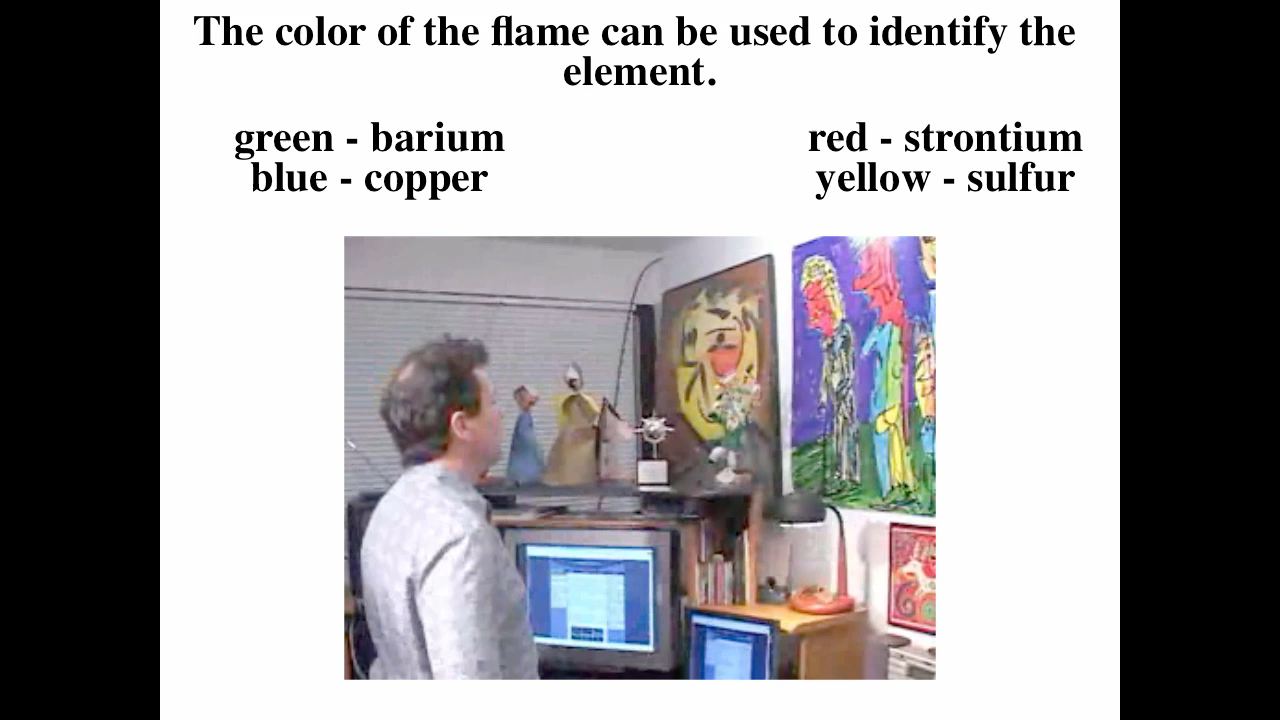 The color of the flame can be used to identify the
element.
green - barium
blue - copper
red - strontium
yellow - sulfur